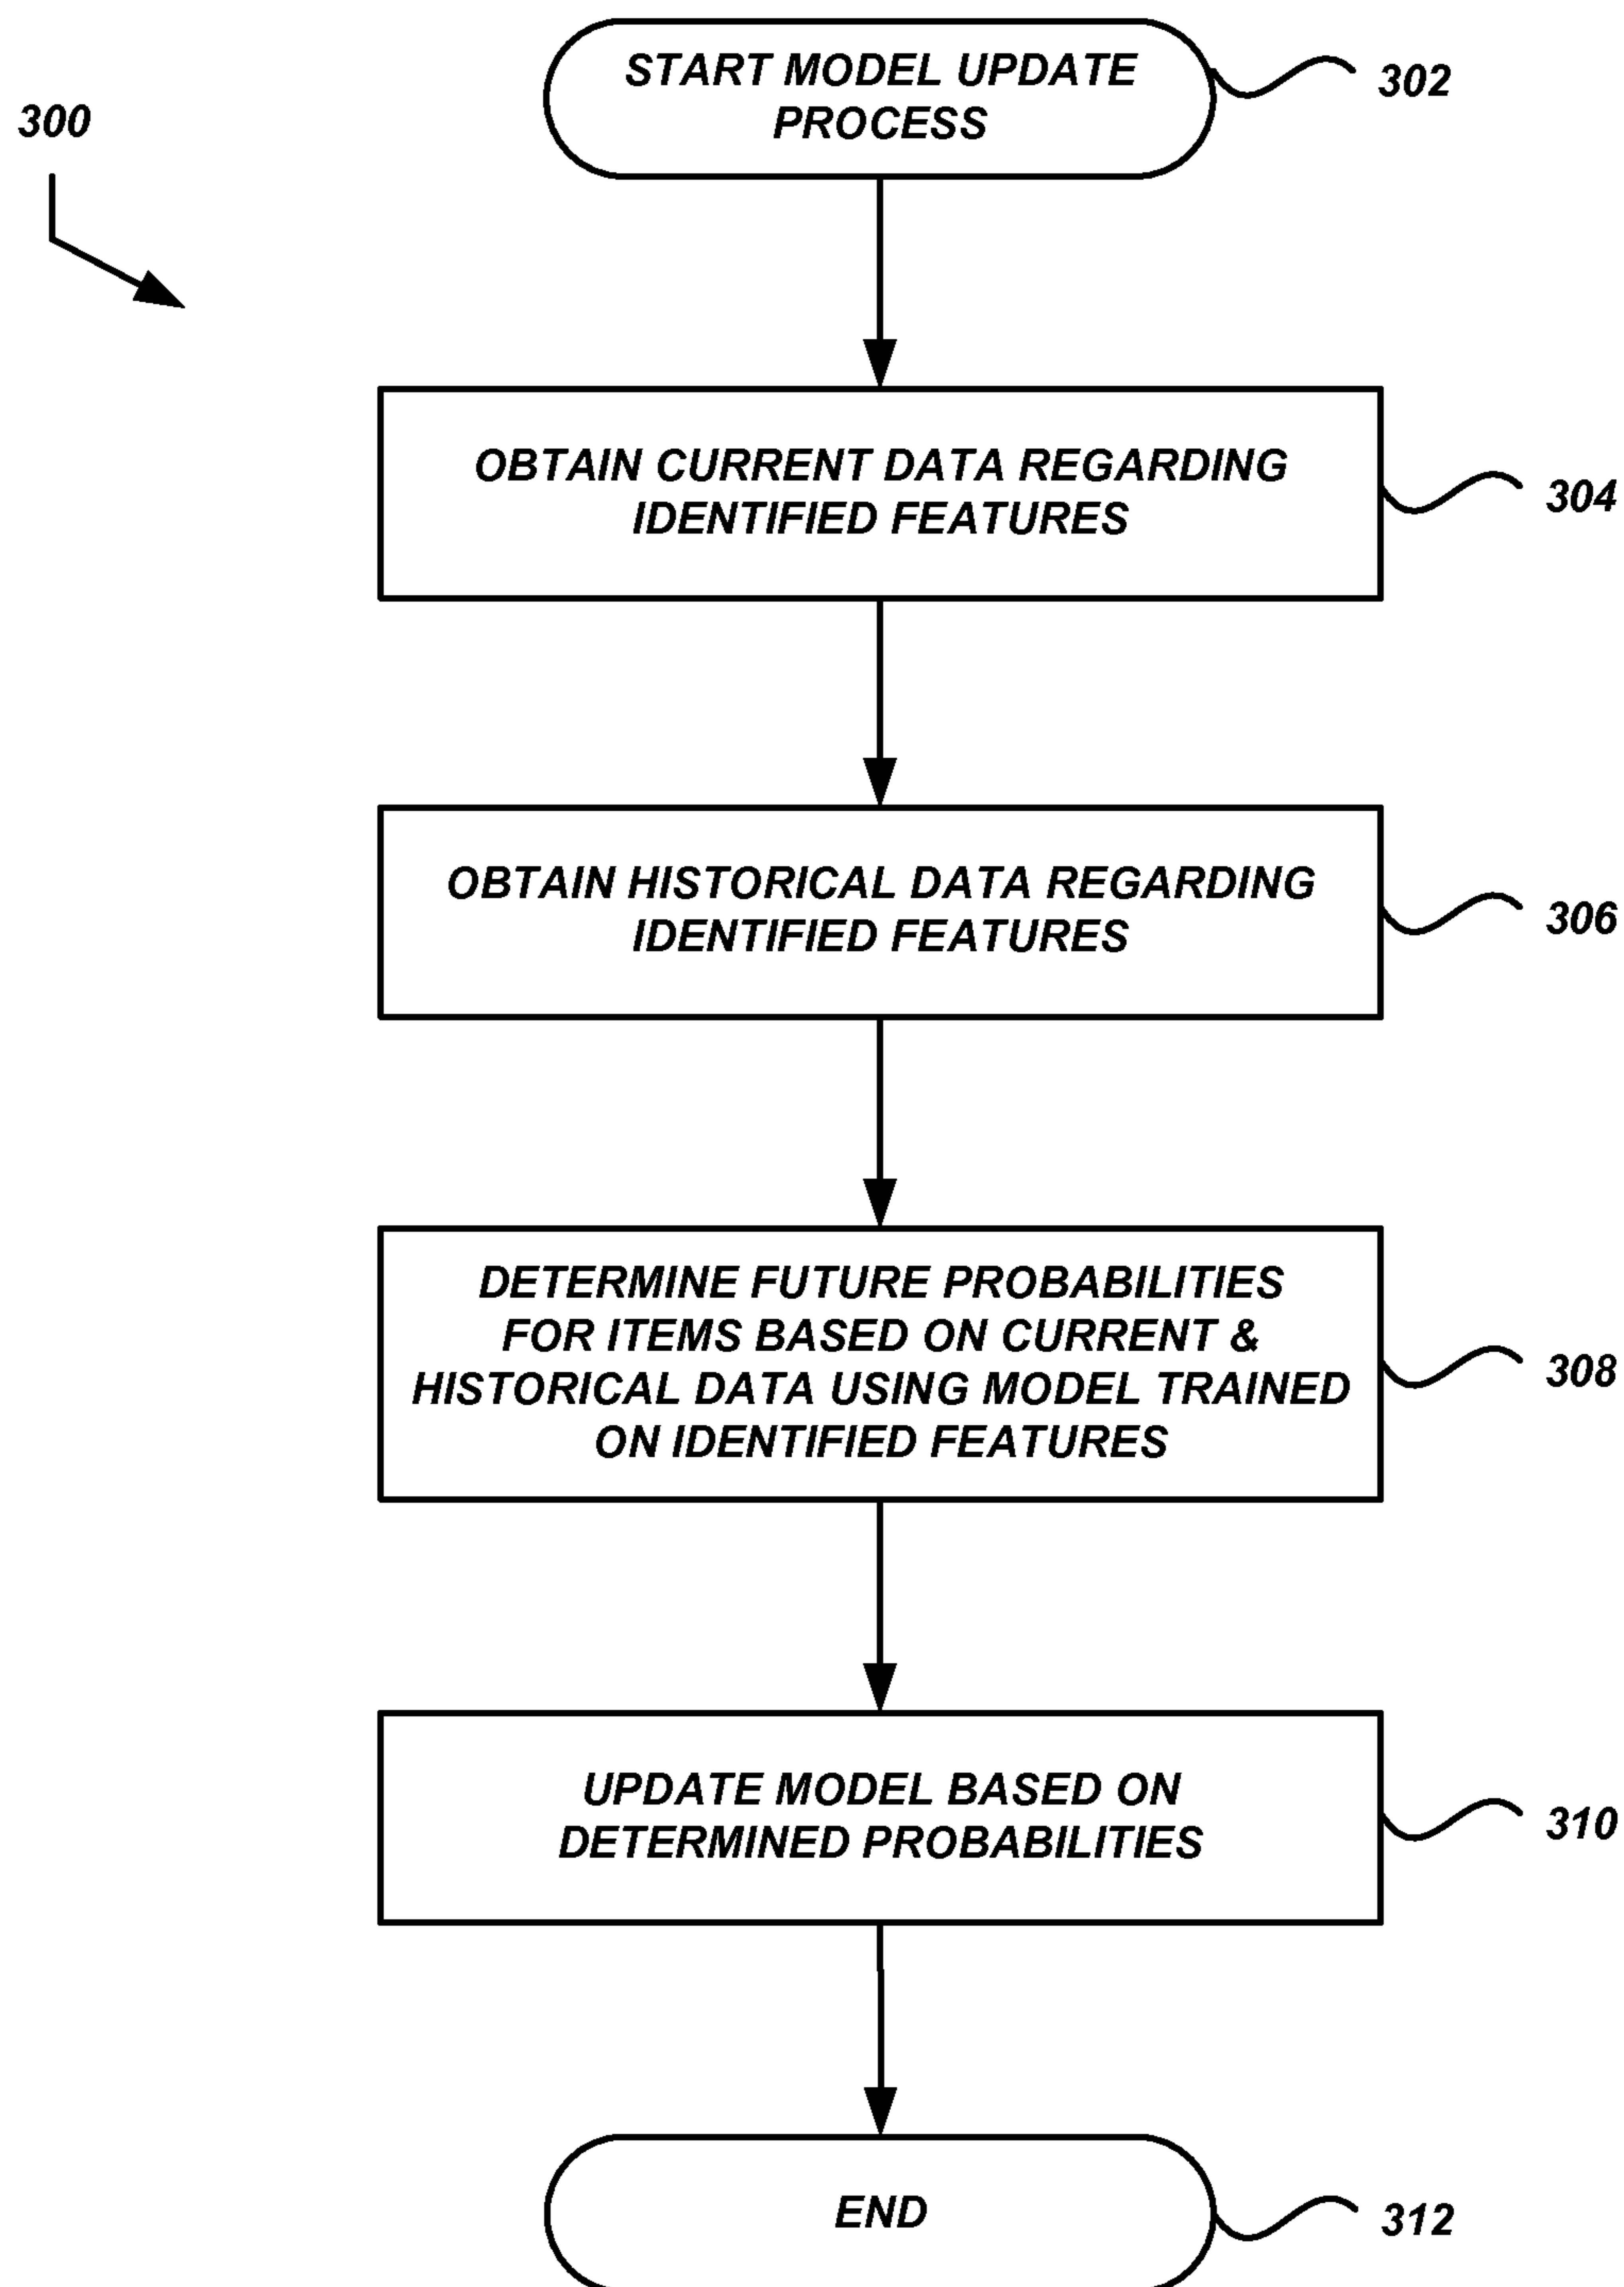 START MODEL UPDATE
PROCESS
302
300
OBTAIN CURRENT DATA REGARDING
IDENTIFIED FEATURES
304
OBTAIN HISTORICAL DATA REGARDING
IDENTIFIED FEATURES
306
DETERMINE FUTURE PROBABILITIES
FOR ITEMS BASED ON CURRENT &
HISTORICAL DATA USING MODEL TRAINED
ON IDENTIFIED FEATURES
308
UPDATE MODEL BASED ON
DETERMINED PROBABILITIES
310
END
312